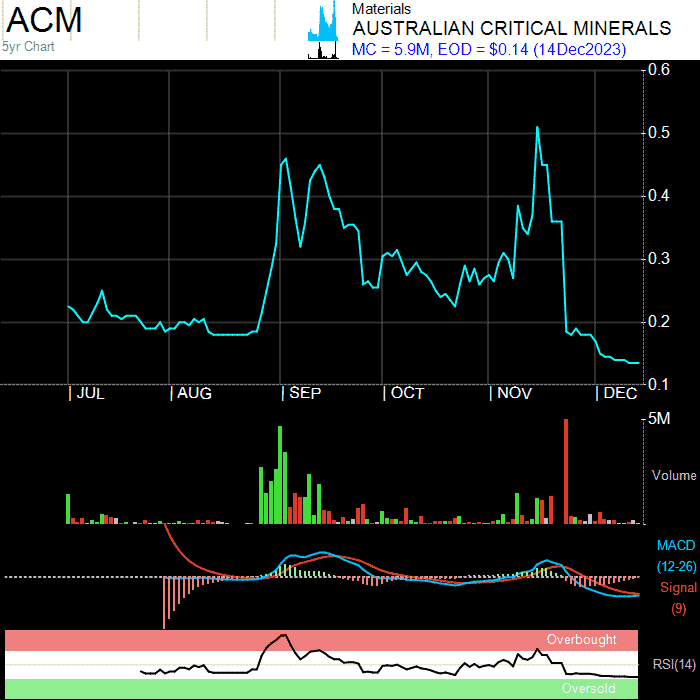 ACM
5yr Chart
Materials
AUSTRALIAN CRITICAL MINERALS
MC = 5.9M, EOD = $0.14 (14Dec2023)
0.6
0.5
0.4
0.3
0.2
0.1
JUL AUG SEP OCT NOV DEC
5M
Volume
MACD
(12-26)
Signal
(9)
Overbought
RSI(14)
Oversold